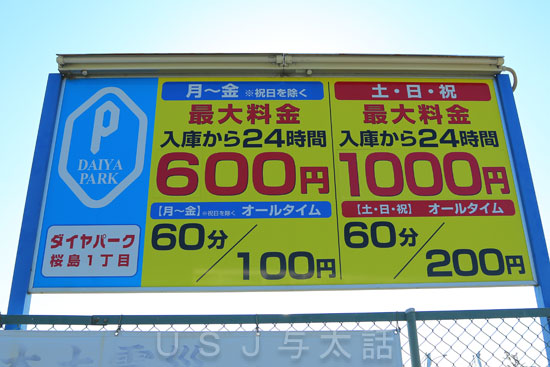 P
DAIYA
PARK
ダイヤパーク
桜島1丁目
月～金 ※祝日を除く
最大料金
入庫から24時間
600円
【月～金】※祝日を除く オールタイム
60分/100円
土・日・祝
最大料金
入庫から24時間
1000円
【土・日・祝】 オールタイム
60分/200円
USJ与太話